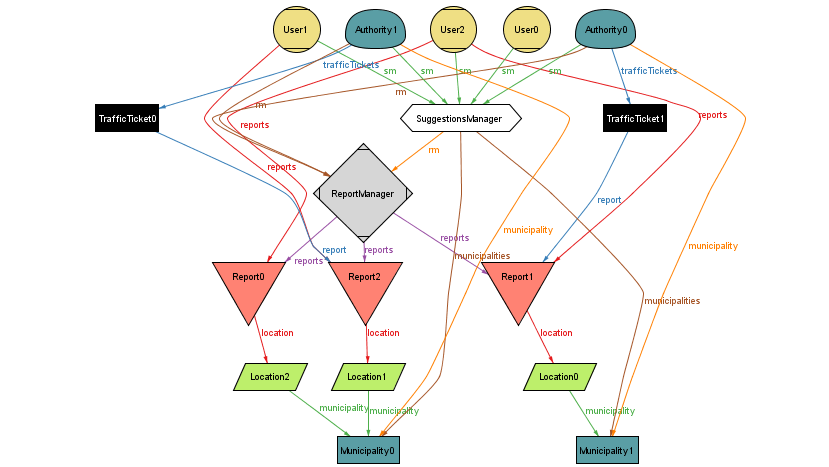 User1
Authority1
User2
User0
Authority0
trafficTickets
sm
sm
sm
sm
sm
trafficTickets
rm
rm
TrafficTicket0
SuggestionsManager
TrafficTicket1
reports
reports
rm
reports
ReportManager
report
municipality
reports
municipality
report
reports
reports
municipalities
Report0
Report2
Report1
municipalities
location
location
location
Location2
Location1
Location0
municipality
municipality
municipality
Municipality0
Municipality1